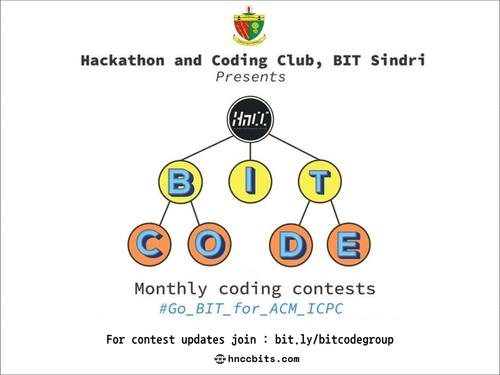 Hackathon and Coding Club, BIT Sindri
Presents
HnCC
B I T
C O D E
Monthly coding contests
#Go_BIT_for_ACM_ICPC
For contest updates join : bit.ly/bitcodegroup
hnccbits.com